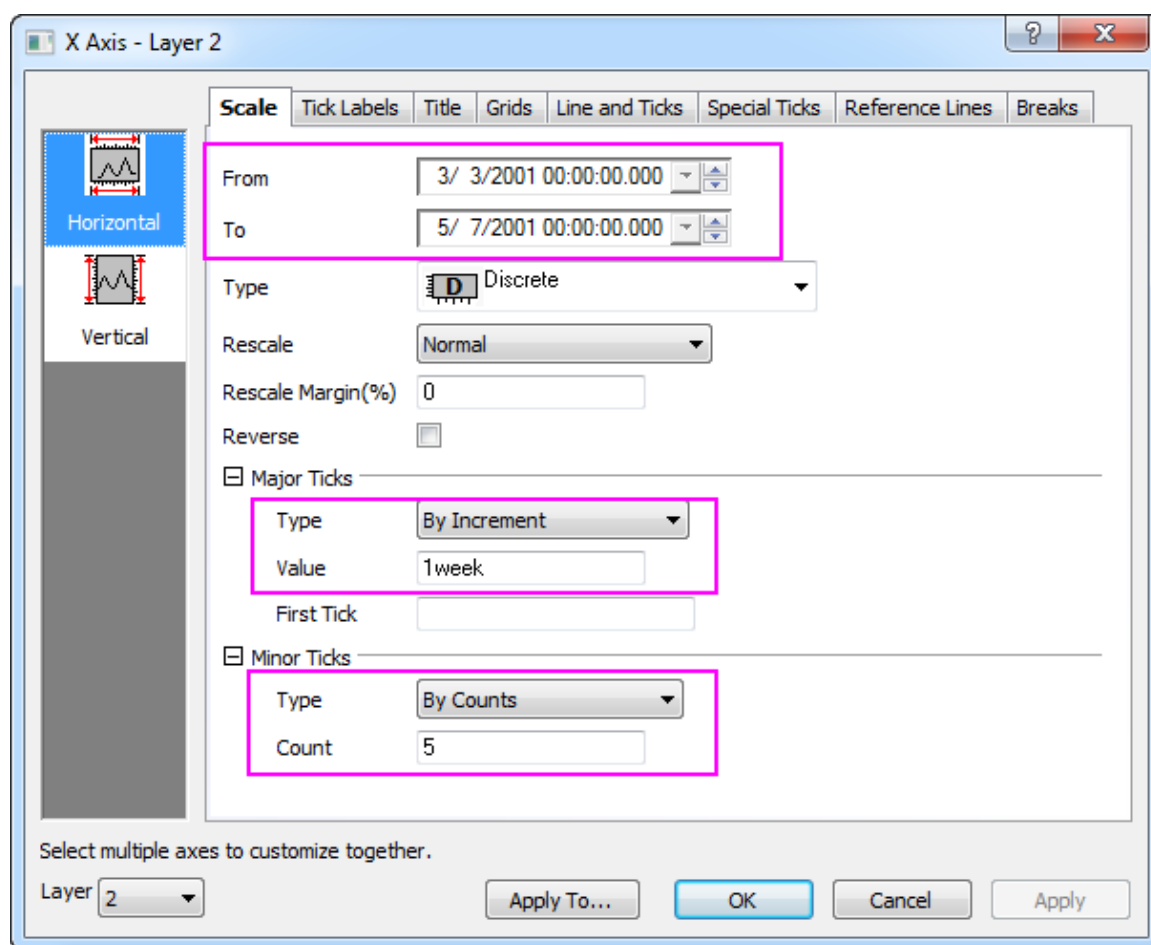 X Axis - Layer 2
Scale Tick Labels Title Grids Line and Ticks Special Ticks Reference Lines Breaks
Horizontal
Vertical
From 3/ 3/2001 00:00:00.000
To 5/ 7/2001 00:00:00.000
Type D Discrete
Rescale Normal
Rescale Margin(%) 0
Reverse
Major Ticks
Type By Increment
Value 1week
First Tick
Minor Ticks
Type By Counts
Count 5
Select multiple axes to customize together.
Layer 2 Apply To... OK Cancel Apply